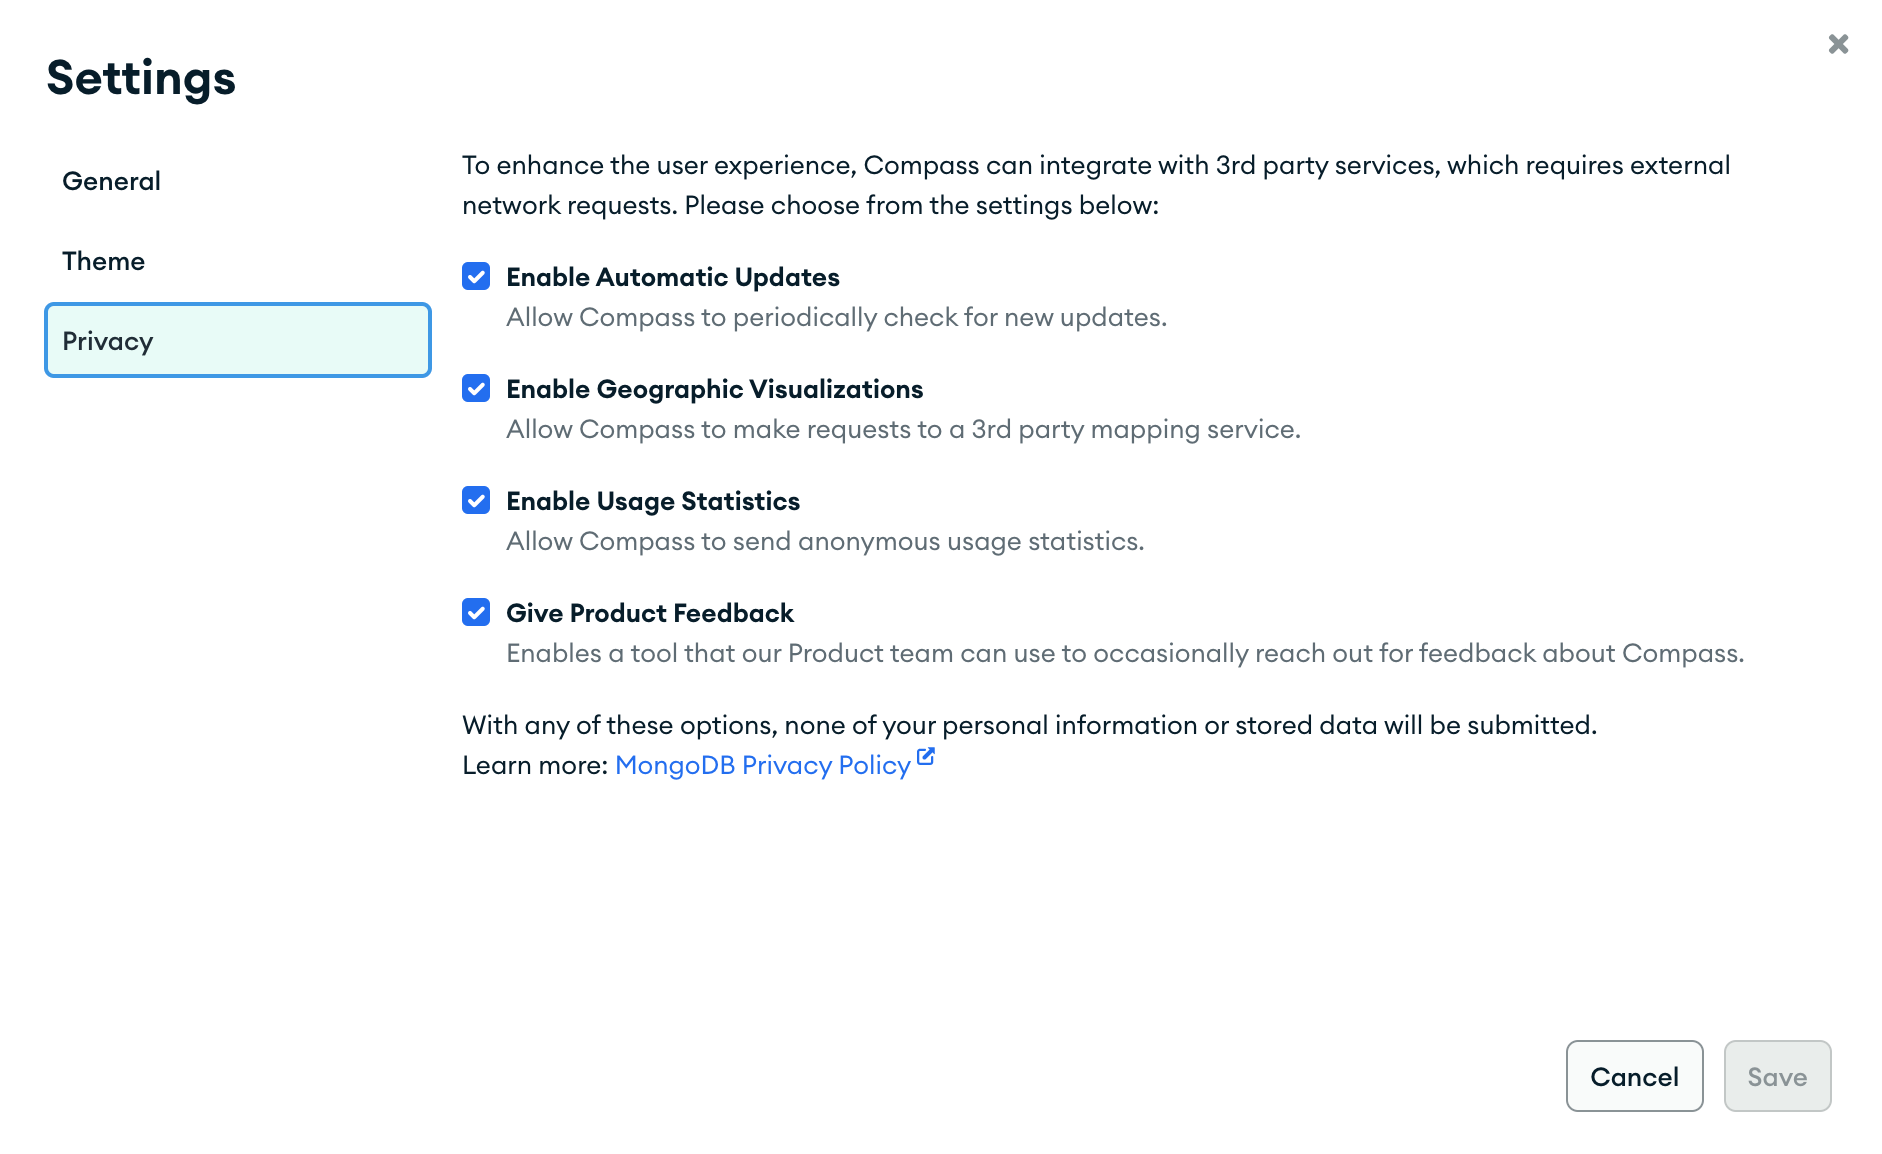 Settings
General
Theme
Privacy
To enhance the user experience, Compass can integrate with 3rd party services, which requires external
network requests. Please choose from the settings below:
Enable Automatic Updates
Allow Compass to periodically check for new updates.
Enable Geographic Visualizations
Allow Compass to make requests to a 3rd party mapping service.
Enable Usage Statistics
Allow Compass to send anonymous usage statistics.
Give Product Feedback
Enables a tool that our Product team can use to occasionally reach out for feedback about Compass.
With any of these options, none of your personal information or stored data will be submitted.
Learn more: MongoDB Privacy Policy
Cancel
Save